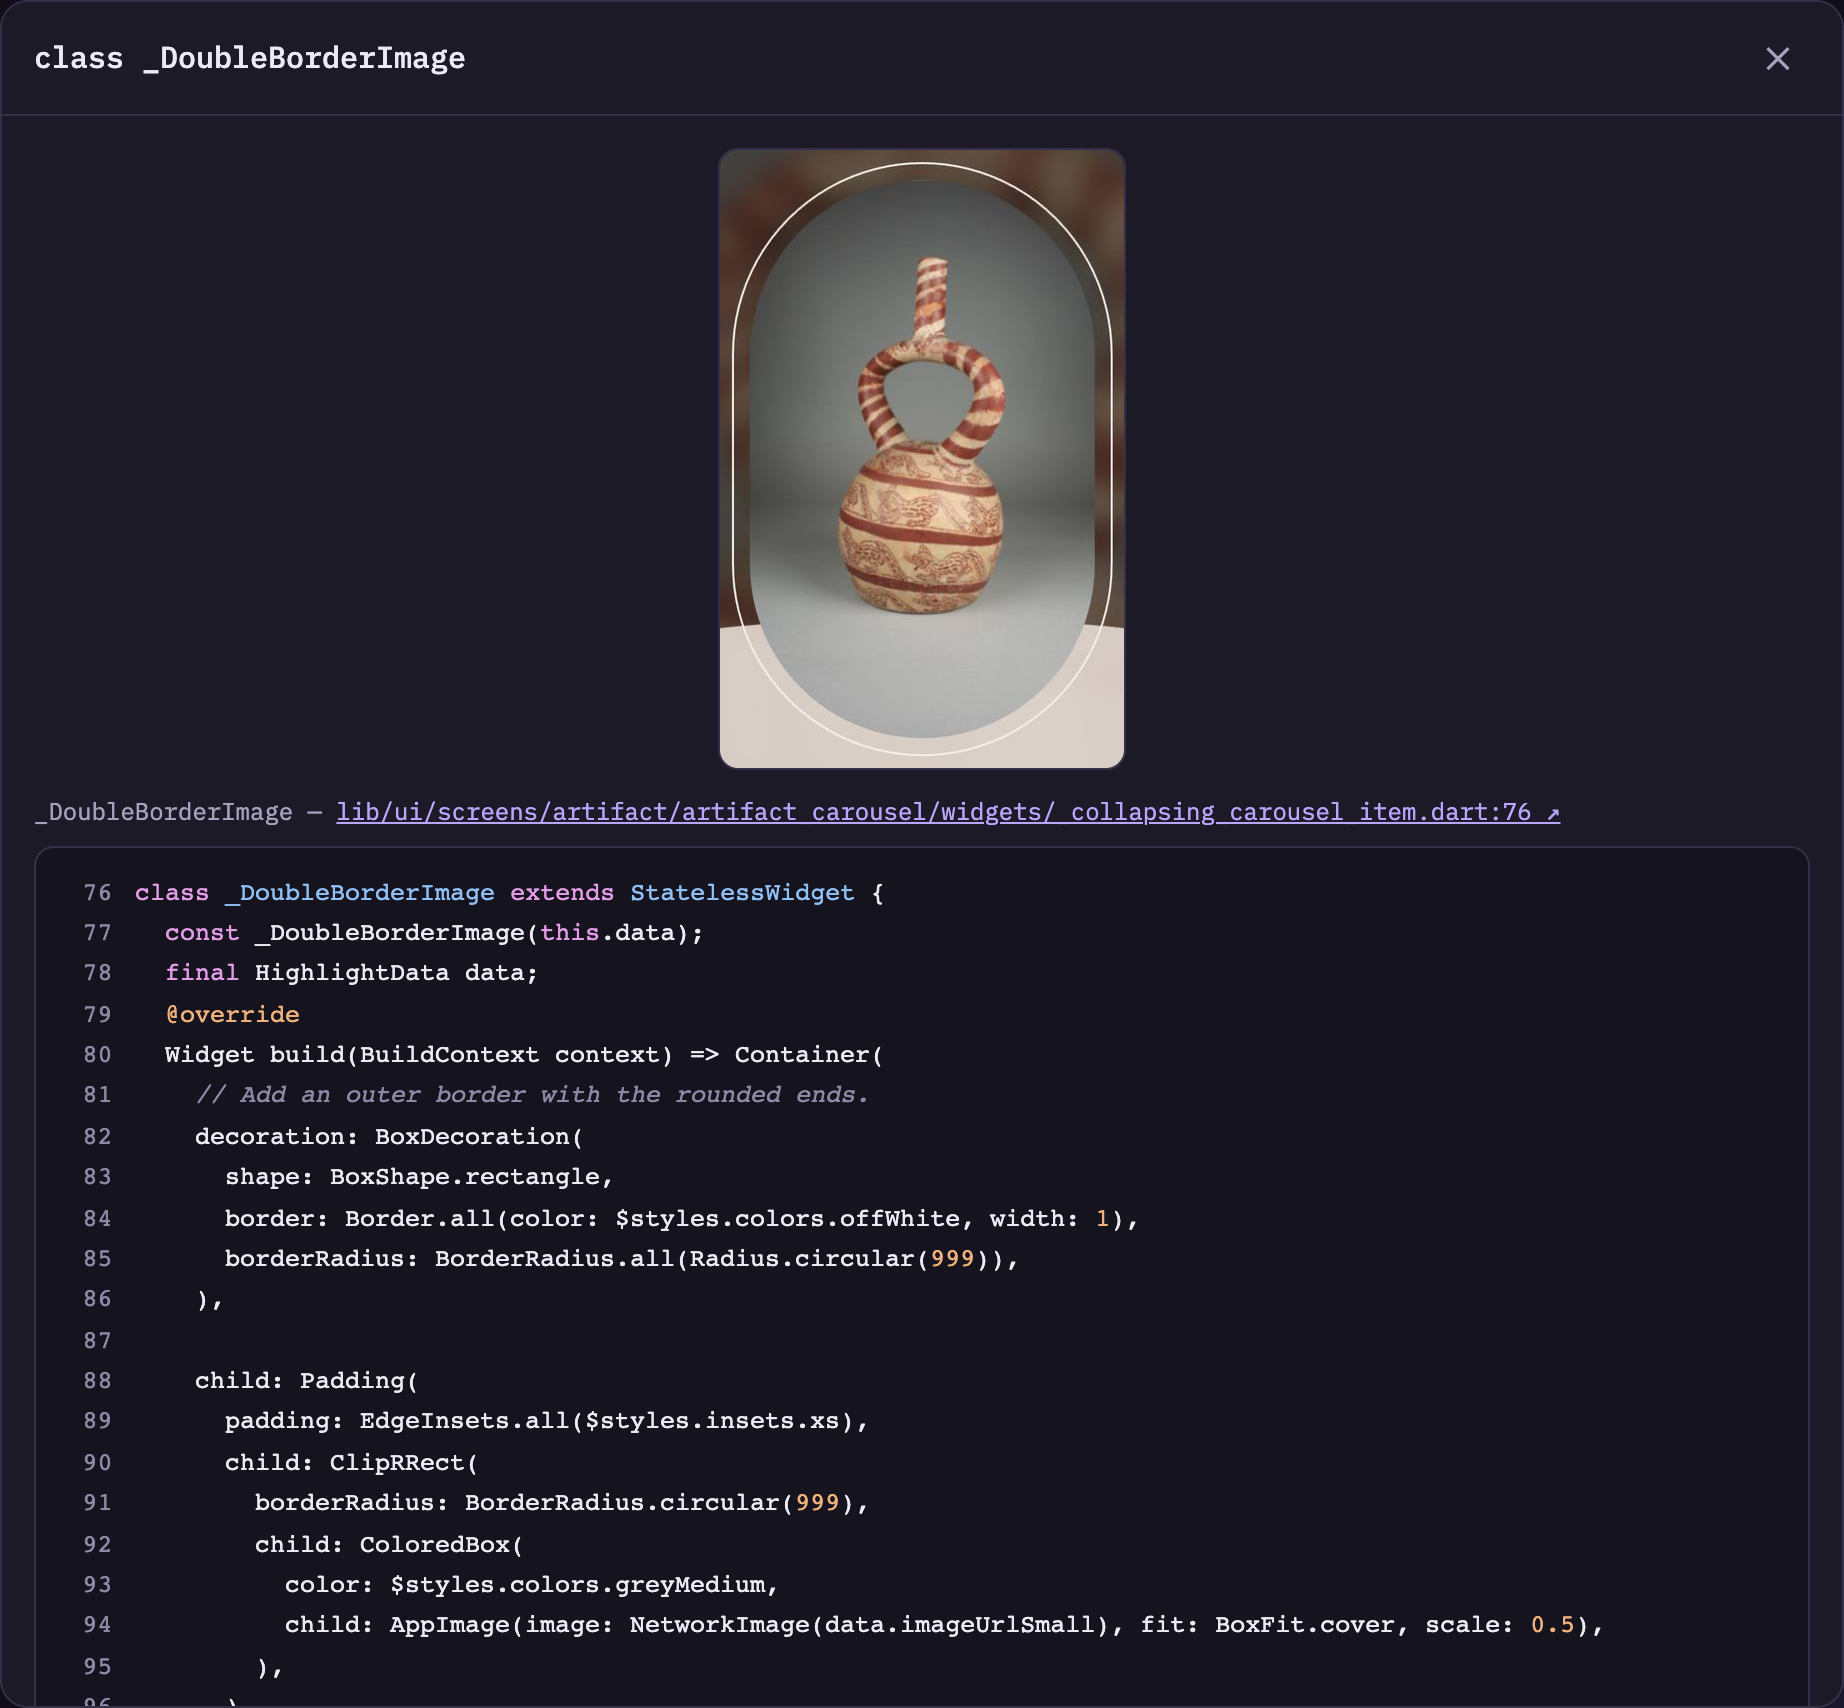 class _DoubleBorderImage
_DoubleBorderImage — lib/ui/screens/artifact/artifact_carousel/widgets/_collapsing_carousel_item.dart:76 ↗
76 class _DoubleBorderImage extends StatelessWidget {
77   const _DoubleBorderImage(this.data);
78   final HighlightData data;
79   @override
80   Widget build(BuildContext context) => Container(
81     // Add an outer border with the rounded ends.
82     decoration: BoxDecoration(
83       shape: BoxShape.rectangle,
84       border: Border.all(color: $styles.colors.offWhite, width: 1),
85       borderRadius: BorderRadius.all(Radius.circular(999)),
86     ),
87
88     child: Padding(
89       padding: EdgeInsets.all($styles.insets.xs),
90       child: ClipRRect(
91         borderRadius: BorderRadius.circular(999),
92         child: ColoredBox(
93           color: $styles.colors.greyMedium,
94           child: AppImage(image: NetworkImage(data.imageUrlSmall), fit: BoxFit.cover, scale: 0.5),
95         ),